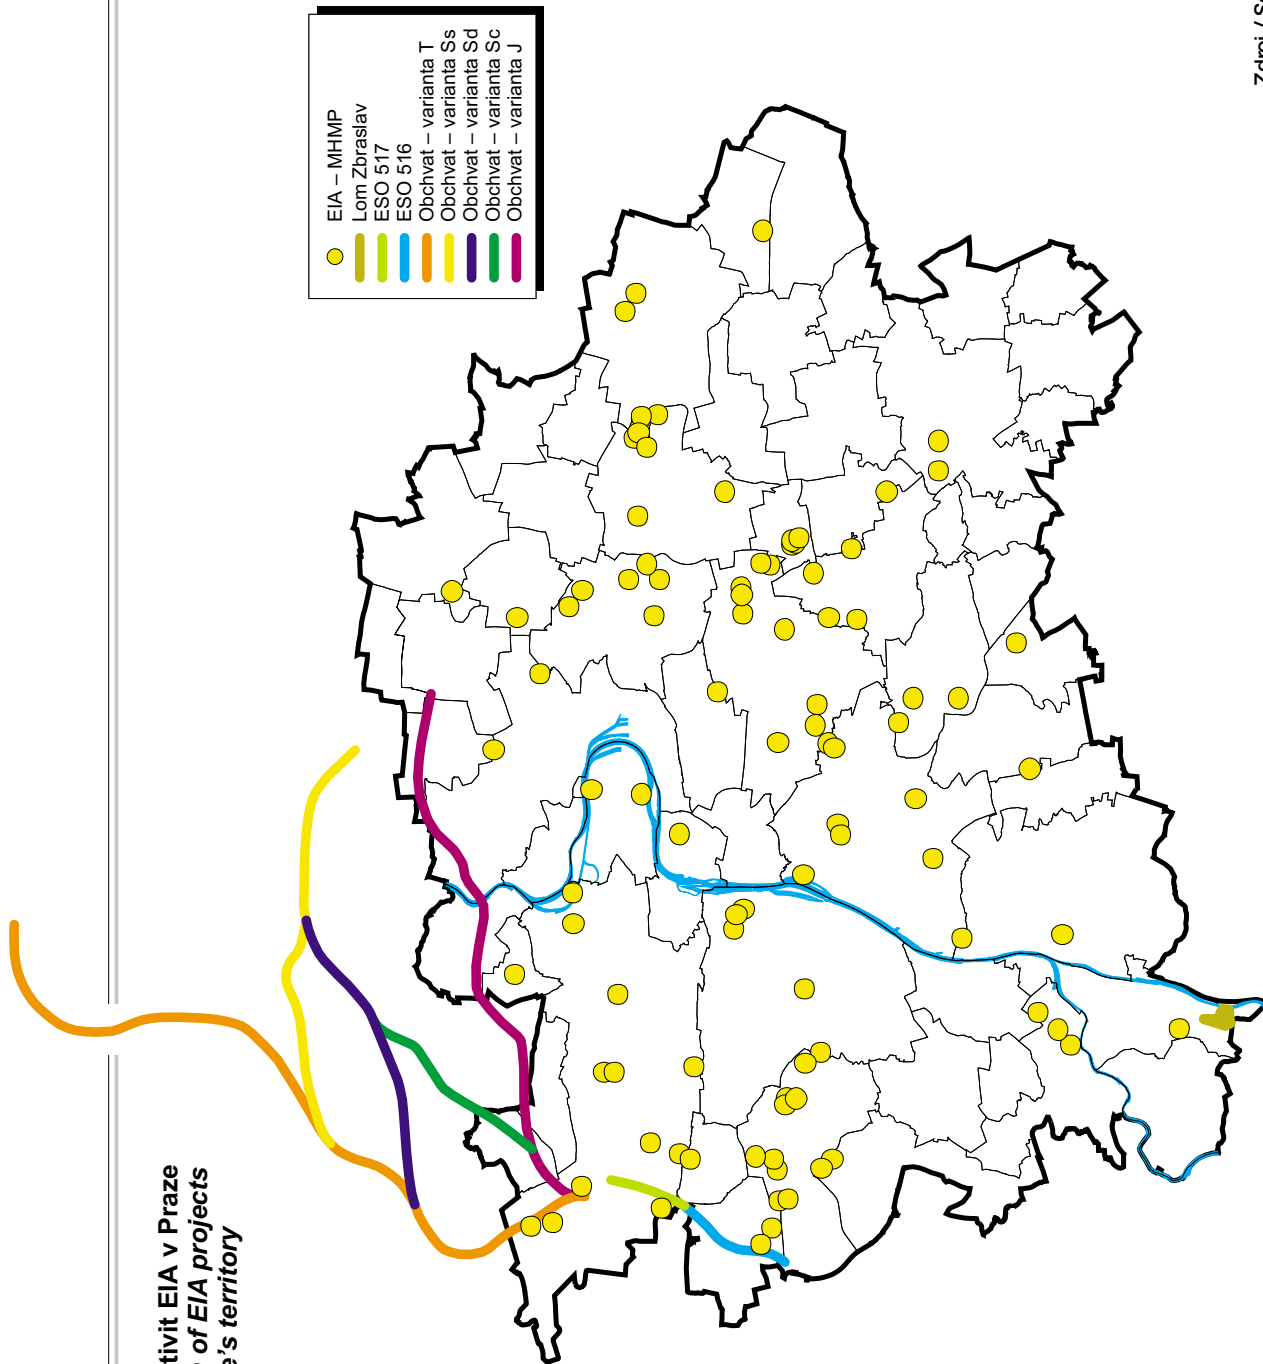 tivit EIA v Praze
of EIA projects
e's territory
EIA – MHMP
Lom Zbraslav
ESO 517
ESO 516
Obchvat – varianta T
Obchvat – varianta Ss
Obchvat – varianta Sd
Obchvat – varianta Sc
Obchvat – varianta J